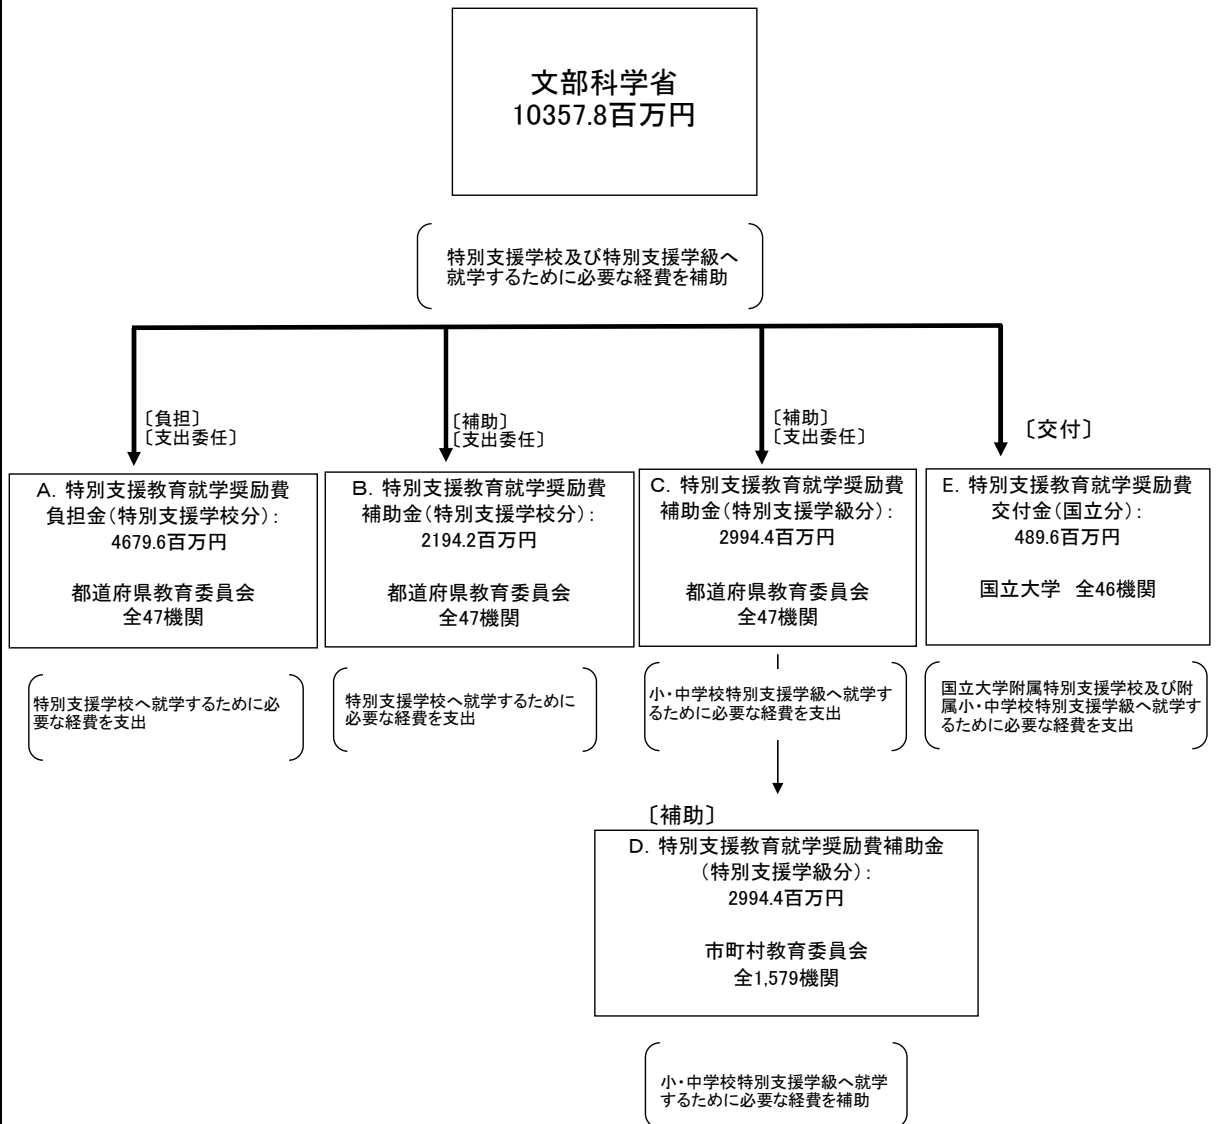 文部科学省
10357.8百万円
特別支援学校及び特別支援学級へ
就学するために必要な経費を補助
〔負担〕
〔支出委任〕
〔補助〕
〔支出委任〕
〔補助〕
〔支出委任〕
〔交付〕
A．特別支援教育就学奨励費
負担金（特別支援学校分）：
4679.6百万円
都道府県教育委員会
全47機関
B．特別支援教育就学奨励費
補助金（特別支援学校分）：
2194.2百万円
都道府県教育委員会
全47機関
C．特別支援教育就学奨励費
補助金（特別支援学級分）：
2994.4百万円
都道府県教育委員会
全47機関
E．特別支援教育就学奨励費
交付金（国立分）：
489.6百万円
国立大学　全46機関
特別支援学校へ就学するために必
要な経費を支出
特別支援学校へ就学するために
必要な経費を支出
小・中学校特別支援学級へ就学す
るために必要な経費を支出
国立大学附属特別支援学校及び附
属小・中学校特別支援学級へ就学す
るために必要な経費を支出
〔補助〕
D．特別支援教育就学奨励費補助金
（特別支援学級分）：
2994.4百万円
市町村教育委員会
全1,579機関
小・中学校特別支援学級へ就学
するために必要な経費を補助